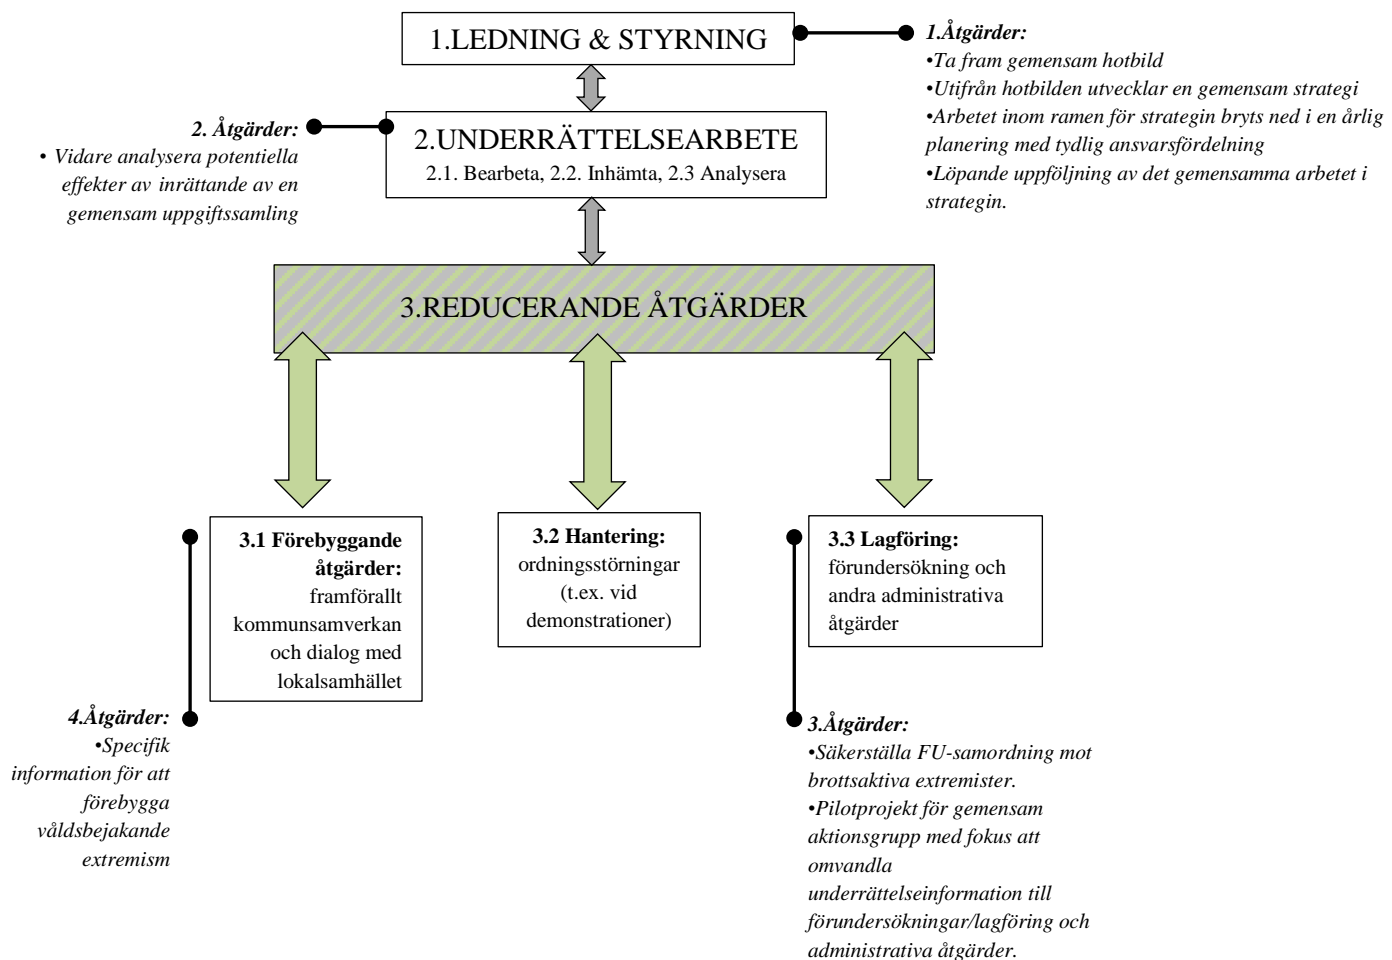 1.LEDNING & STYRNING
1.Åtgärder:
•Ta fram gemensam hotbild
•Utifrån hotbilden utvecklar en gemensam strategi
•Arbetet inom ramen för strategin bryts ned i en årlig
planering med tydlig ansvarsfördelning
•Löpande uppföljning av det gemensamma arbetet i
strategin.
2. Åtgärder:
• Vidare analysera potentiella
effekter av inrättande av en
gemensam uppgiftssamling
2.UNDERRÄTTELSEARBETE
2.1. Bearbeta, 2.2. Inhämta, 2.3 Analysera
3.REDUCERANDE ÅTGÄRDER
3.1 Förebyggande
åtgärder:
framförallt
kommunsamverkan
och dialog med
lokalsamhället
3.2 Hantering:
ordningsstörningar
(t.ex. vid
demonstrationer)
3.3 Lagföring:
förundersökning och
andra administrativa
åtgärder
4.Åtgärder:
•Specifik
information för att
förebygga
våldsbejakande
extremism
3.Åtgärder:
•Säkerställa FU-samordning mot
brottsaktiva extremister.
•Pilotprojekt för gemensam
aktionsgrupp med fokus att
omvandla
underrättelseinformation till
förundersökningar/lagföring och
administrativa åtgärder.